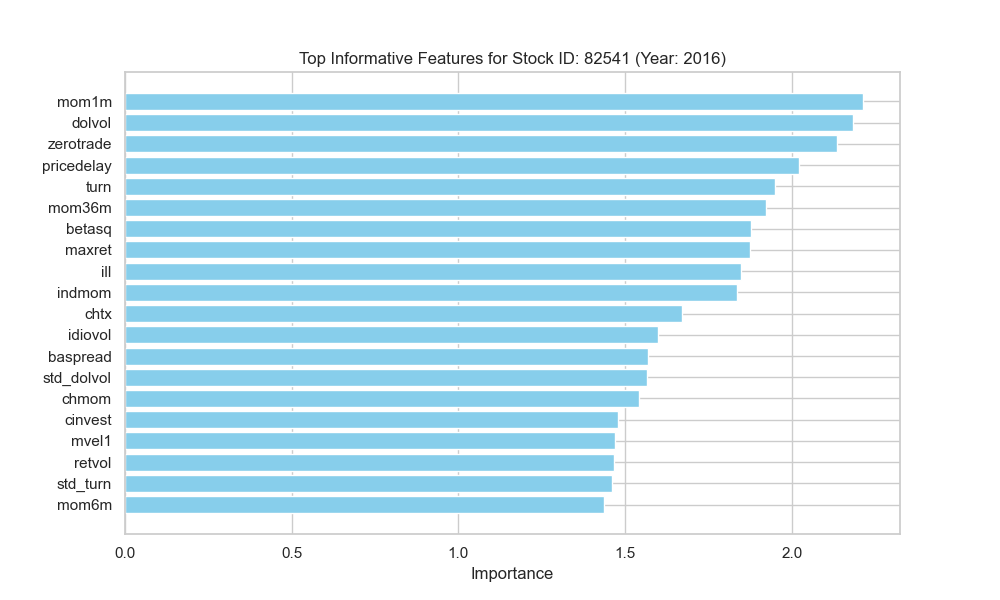 Top Informative Features for Stock ID: 82541 (Year: 2016)
mom1m
dolvol
zerotrade
pricedelay
turn
mom36m
betasq
maxret
ill
indmom
chtx
idiovol
baspread
std_dolvol
chmom
cinvest
mvel1
retvol
std_turn
mom6m
0.0 0.5 1.0 1.5 2.0
Importance